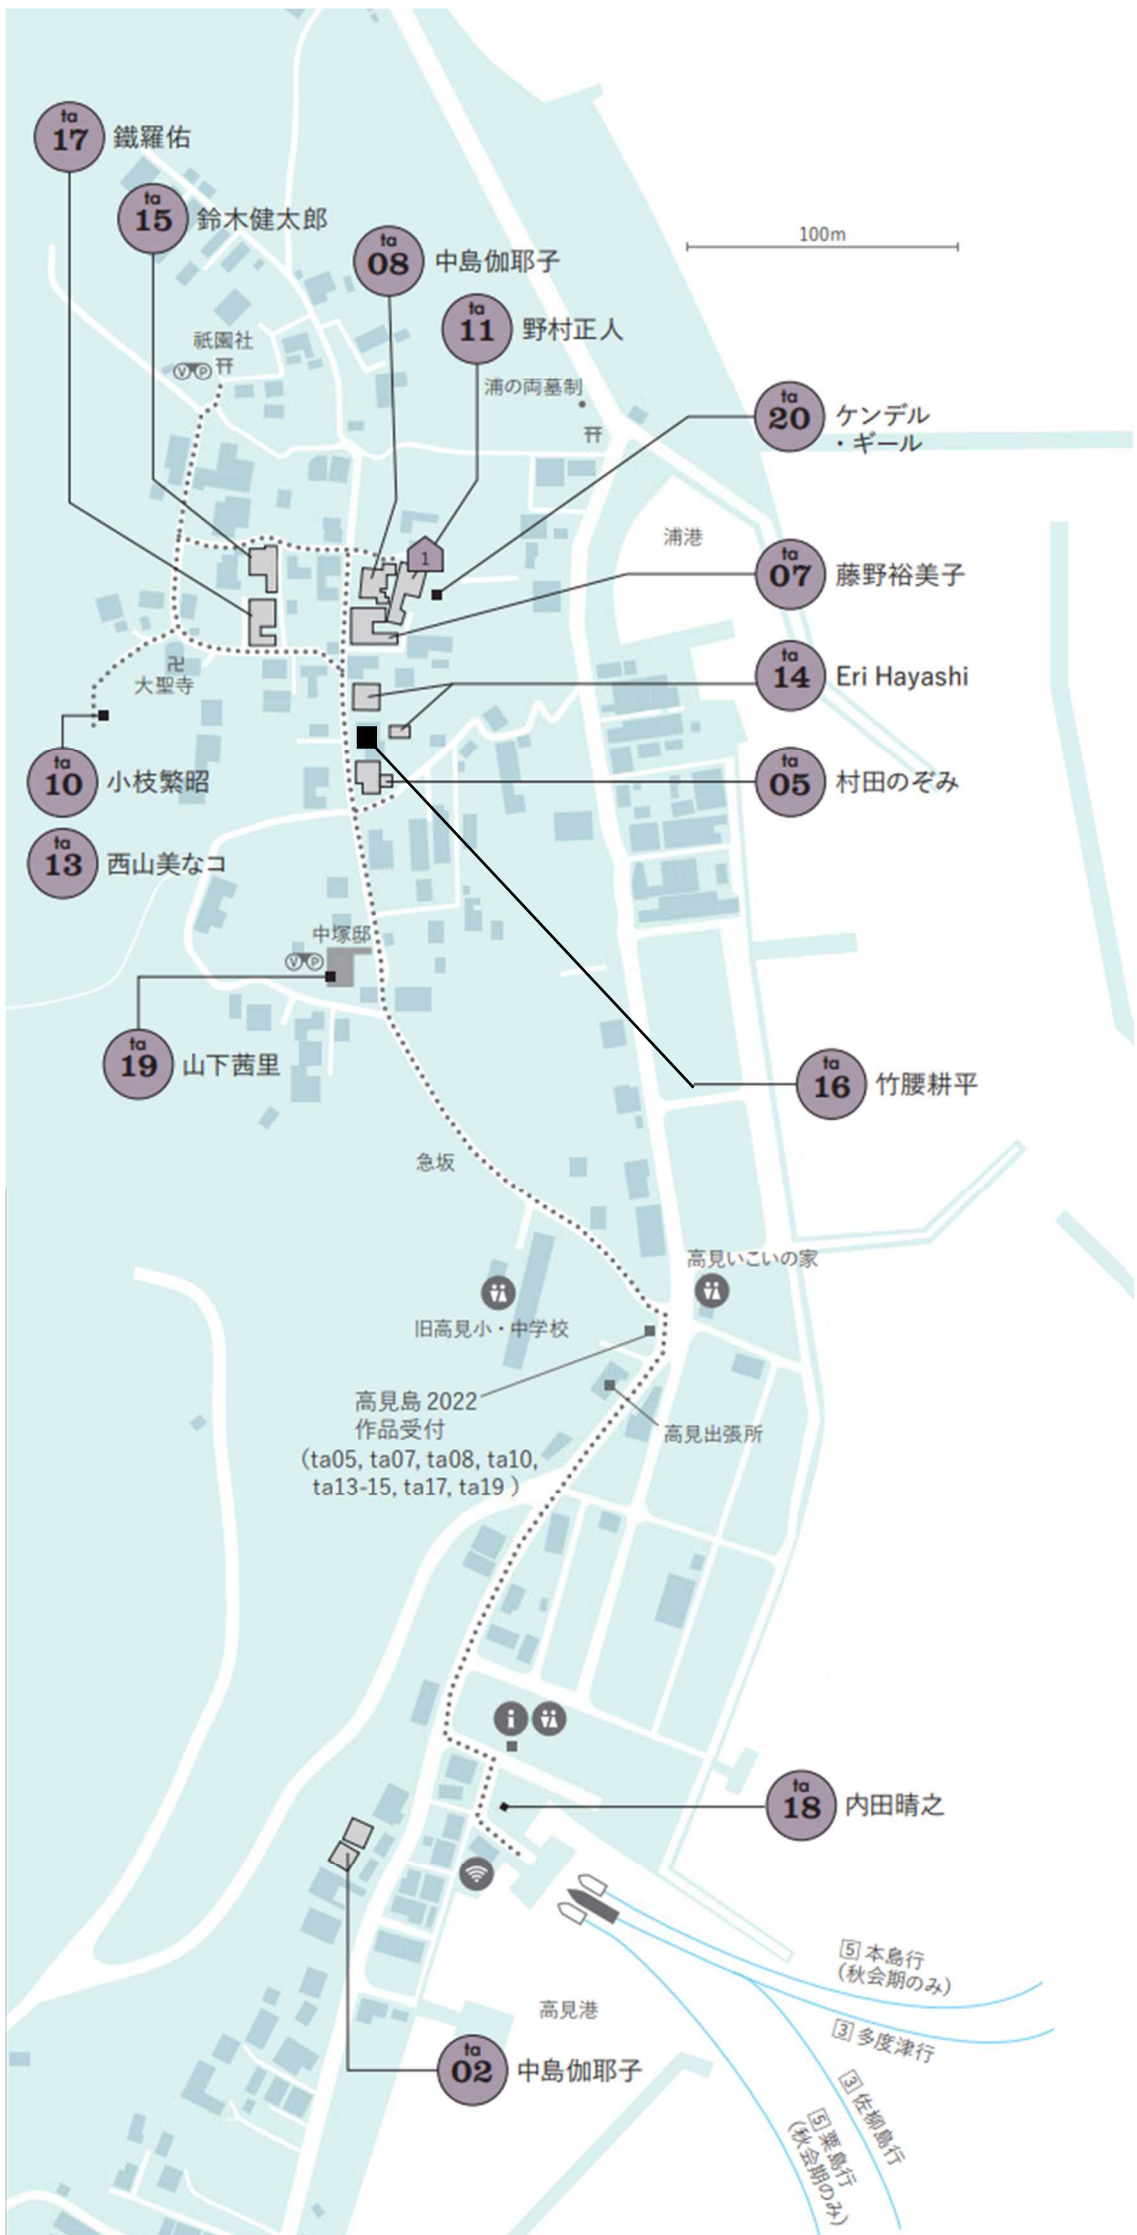 ta
17
鐵羅佑
ta
15
鈴木健太郎
ta
08
中島伽耶子
100m
ta
11
野村正人
祇園社
V P
浦の両墓制
ta
20
ケンデル
・ギール
浦港
1
ta
07
藤野裕美子
卍
大聖寺
ta
14
Eri Hayashi
ta
10
小枝繁昭
ta
05
村田のぞみ
ta
13
西山美なコ
中塚邸
V P
ta
19
山下茜里
ta
16
竹腰耕平
急坂
高見いこいの家
旧高見小・中学校
高見島 2022
作品受付
（ta05, ta07, ta08, ta10,
ta13-15, ta17, ta19 ）
高見出張所
i
ta
18
内田晴之
5 本島行
（秋会期のみ）
高見港
3 多度津行
ta
02
中島伽耶子
3 佐柳島行
5 粟島行
（秋会期のみ）